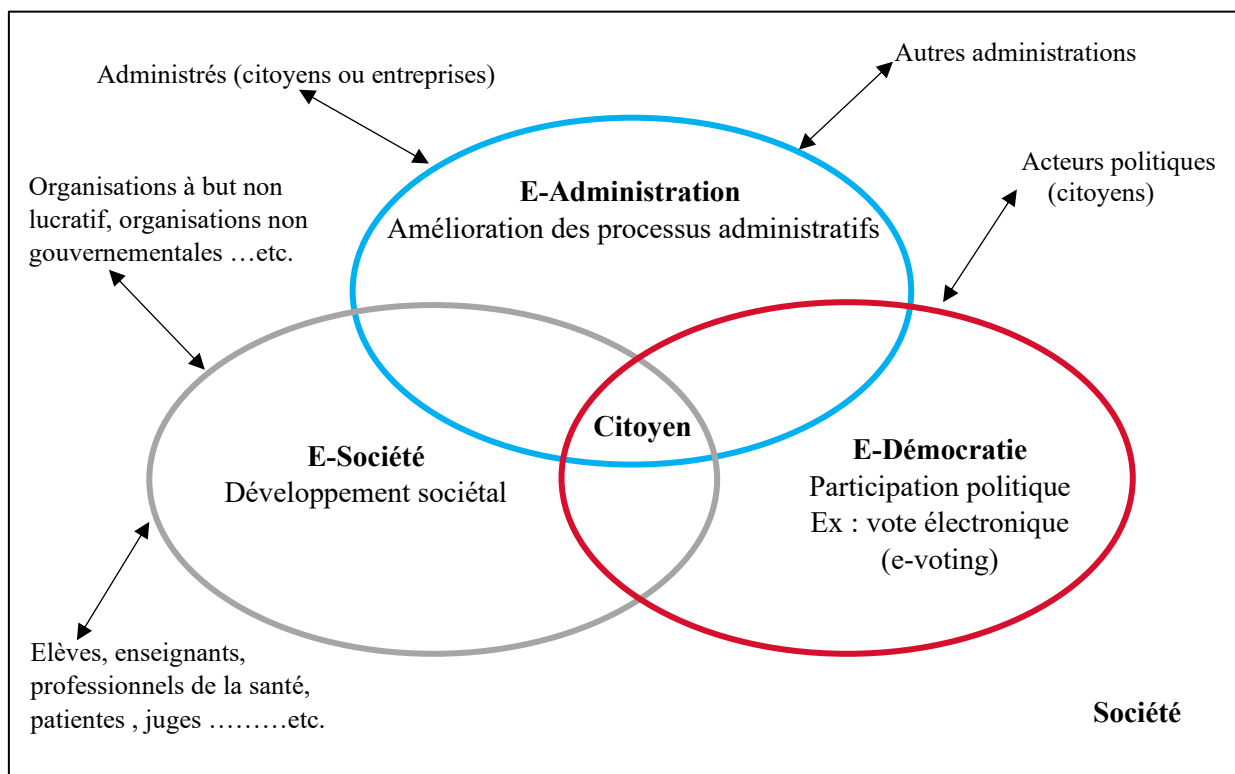 Autres administrations
Administrés (citoyens ou entreprises)
Acteurs politiques
(citoyens)
Organisations à but non
lucratif, organisations non
gouvernementales …etc.
E-Administration
Amélioration des processus administratifs
Citoyen
E-Société
Développement sociétal
E-Démocratie
Participation politique
Ex : vote électronique
(e-voting)
Elèves, enseignants,
professionnels de la santé,
patientes , juges ………etc.
Société